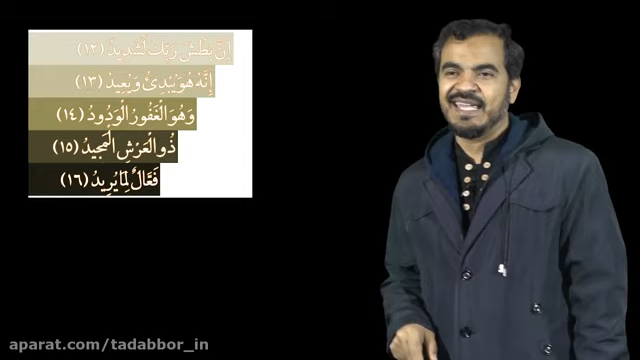 إِنَّ بَطْشَ رَبِّكَ لَشَدِيدٌ (١٢)
إِنَّهُ هُوَ يُبْدِئُ وَيُعِيدُ (١٣)
وَهُوَ الْغَفُورُ الْوَدُودُ (١٤)
ذُو الْعَرْشِ الْمَجِيدُ (١٥)
فَعَّالٌ لِّمَا يُرِيدُ (١٦)
aparat.com/tadabbor_in